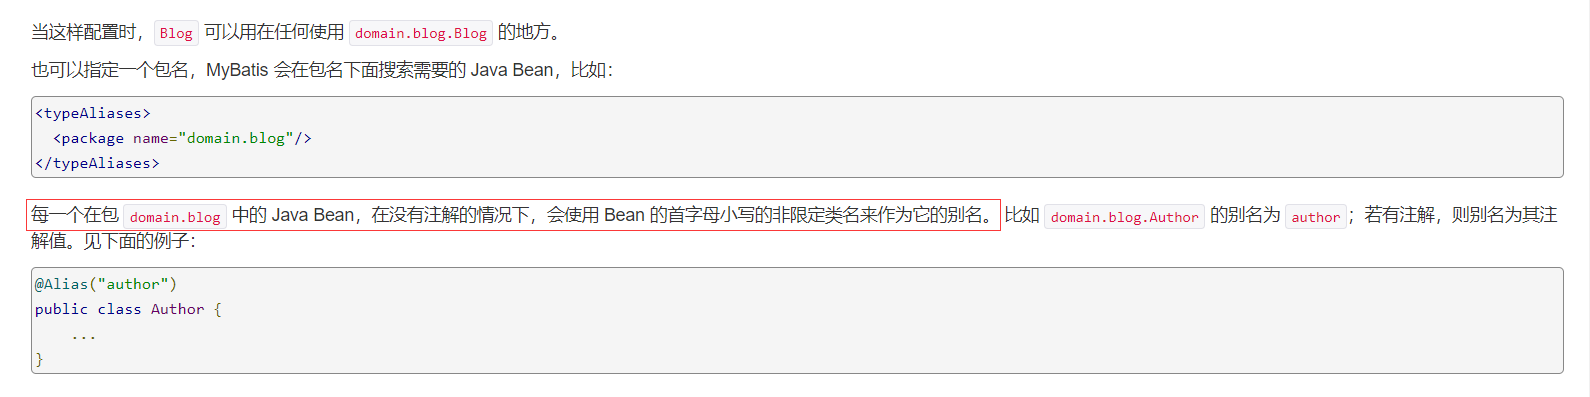 当这样配置时，Blog 可以用在任何使用 domain.blog.Blog 的地方。
也可以指定一个包名，MyBatis 会在包名下面搜索需要的 Java Bean，比如：
<typeAliases>
  <package name="domain.blog"/>
</typeAliases>
每一个在包 domain.blog 中的 Java Bean，在没有注解的情况下，会使用 Bean 的首字母小写的非限定类名来作为它的别名。 比如 domain.blog.Author 的别名为 author；若有注解，则别名为其注
解值。见下面的例子：
@Alias("author")
public class Author {
    ...
}